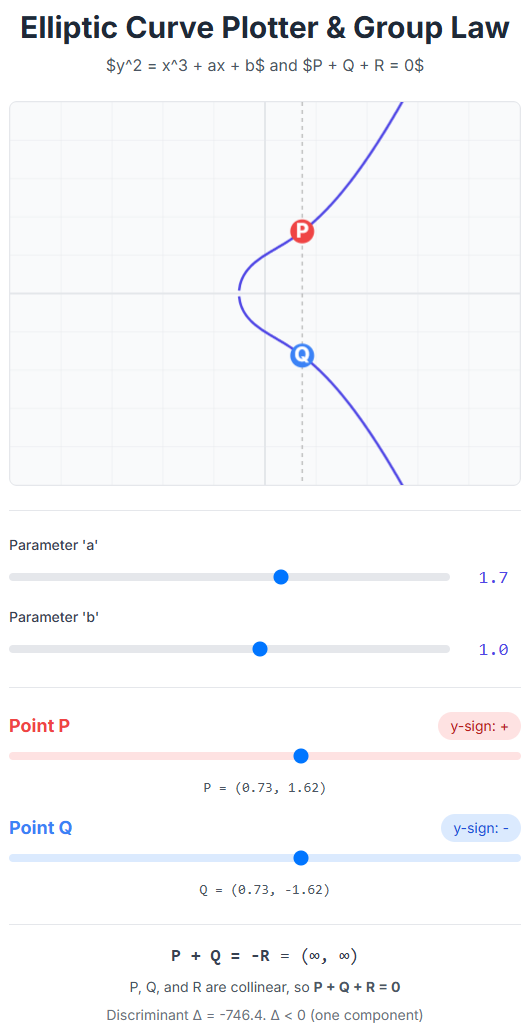 Elliptic Curve Plotter & Group Law
$y^2 = x^3 + ax + b$ and $P + Q + R = 0$
P
Q
Parameter 'a'
1.7
Parameter 'b'
1.0
Point P
y-sign: +
P = (0.73, 1.62)
Point Q
y-sign: -
Q = (0.73, -1.62)
P + Q = -R = (∞, ∞)
P, Q, and R are collinear, so P + Q + R = 0
Discriminant Δ = -746.4. Δ < 0 (one component)